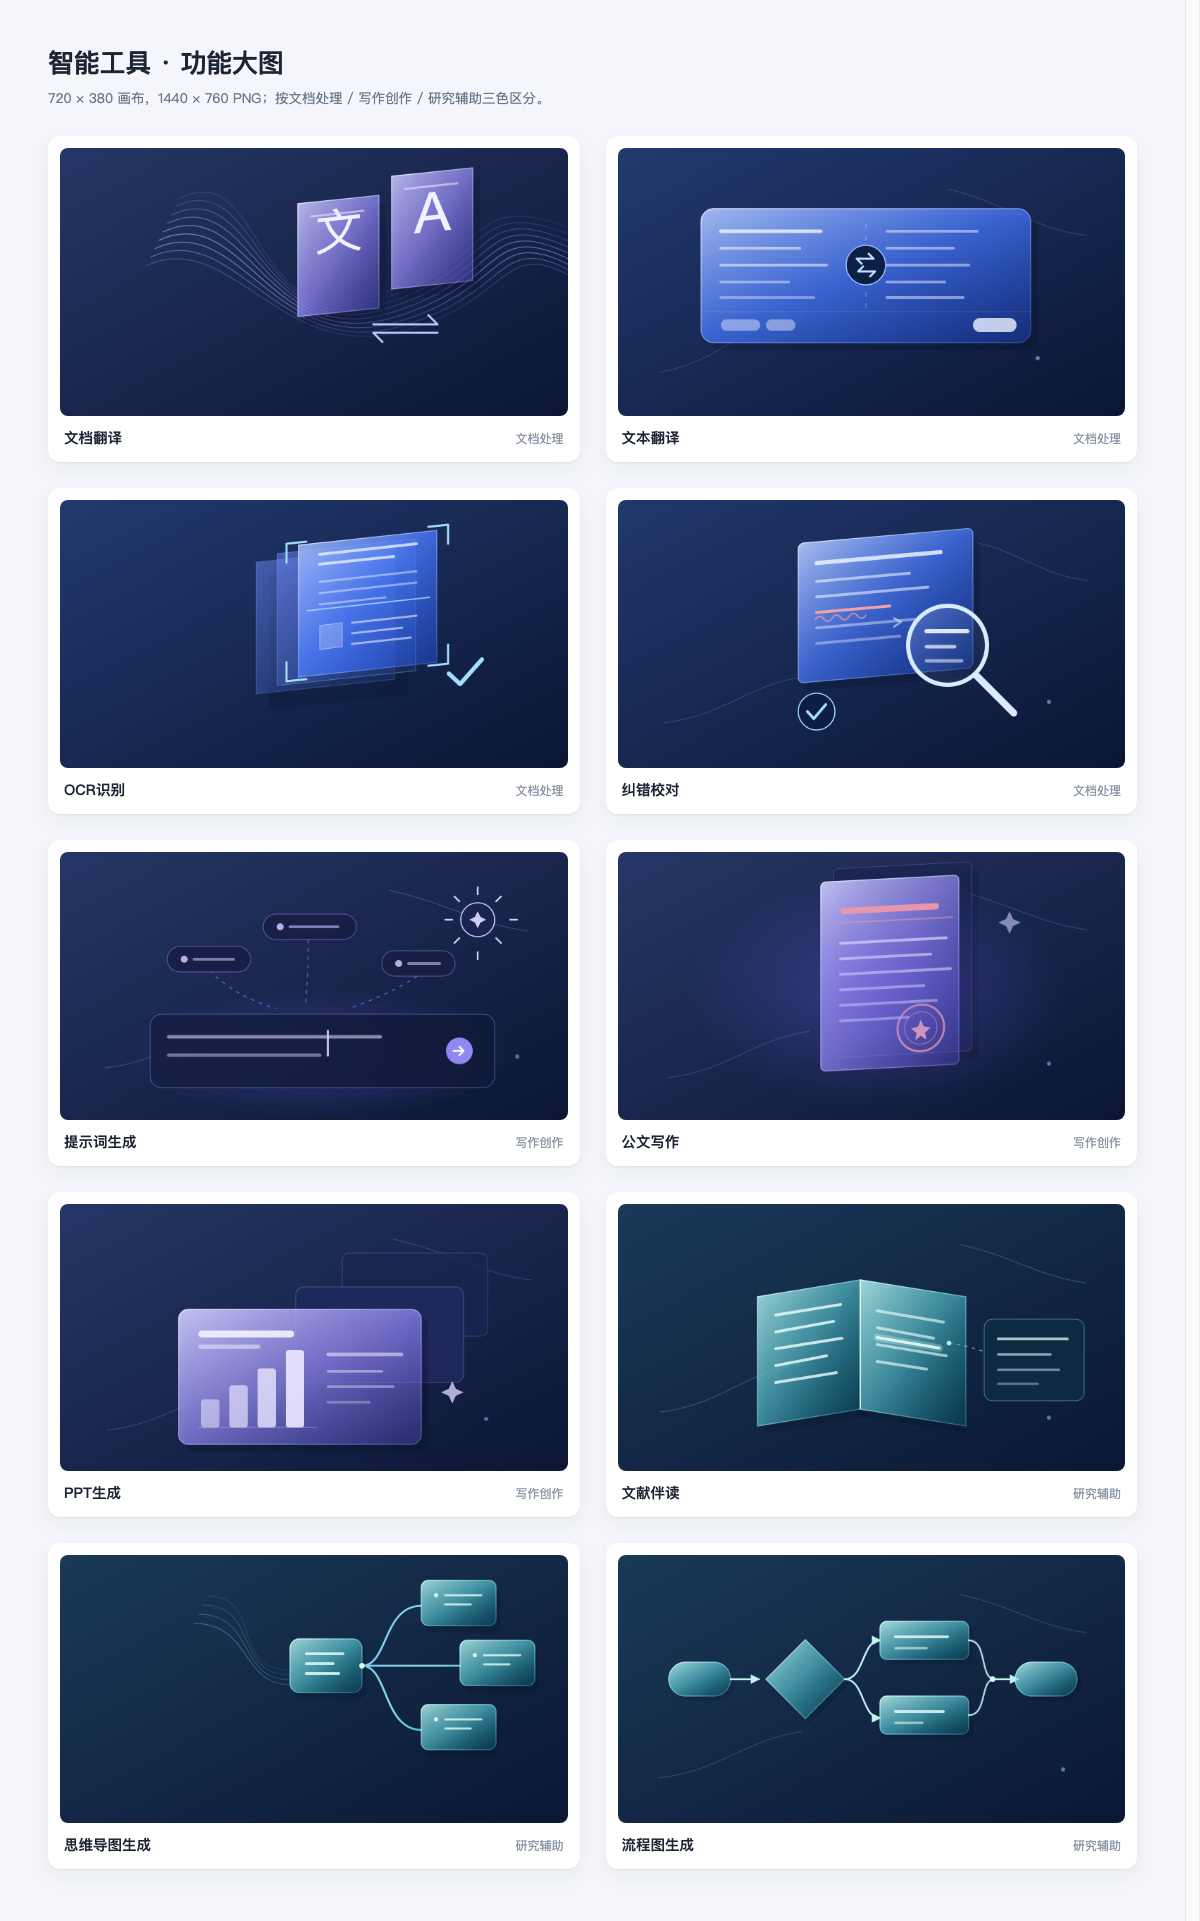 智能工具 · 功能大图
720 × 380 画布，1440 × 760 PNG；按文档处理 / 写作创作 / 研究辅助三色区分。
文 A
文档翻译 文档处理
文本翻译 文档处理
OCR识别 文档处理
纠错校对 文档处理
提示词生成 写作创作
公文写作 写作创作
PPT生成 写作创作
文献伴读 研究辅助
思维导图生成 研究辅助
流程图生成 研究辅助